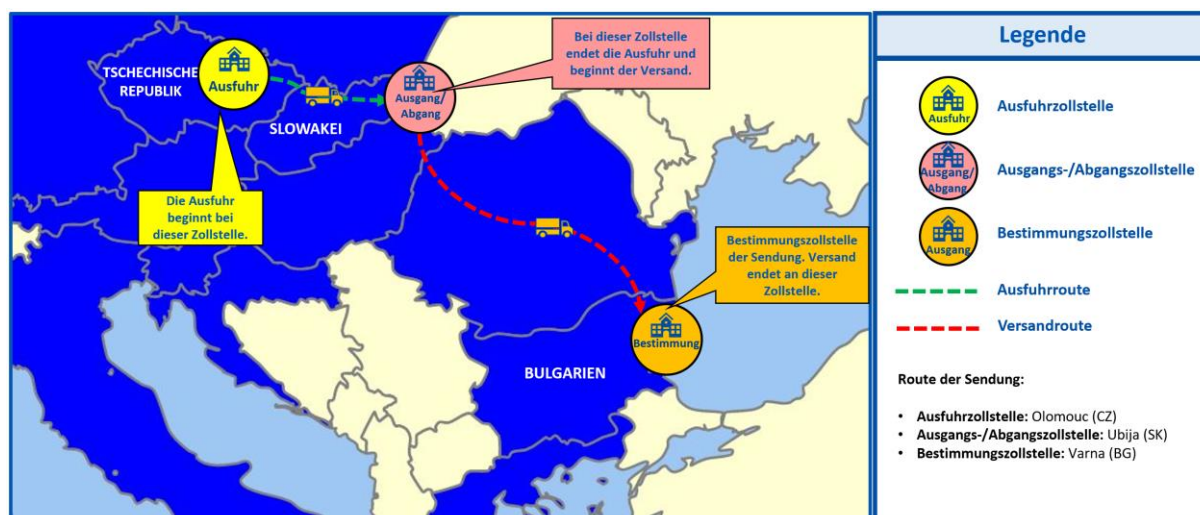 TSCHECHISCHE
REPUBLIK
Ausfuhr
SLOWAKEI
Ausgang/
Abgang
Bei dieser Zollstelle
endet die Ausfuhr und
beginnt der Versand.
Die Ausfuhr
beginnt bei
dieser Zollstelle.
Bestimmungszollstelle
der Sendung. Versand
endet an dieser
Zollstelle.
Bestimmung
BULGARIEN
Legende
Ausfuhr
Ausfuhrzollstelle
Ausgang/
Abgang
Ausgangs-/Abgangszollstelle
Ausgang
Bestimmungszollstelle
Ausfuhrroute
Versandroute
Route der Sendung:
• Ausfuhrzollstelle: Olomouc (CZ)
• Ausgangs-/Abgangszollstelle: Ubija (SK)
• Bestimmungszollstelle: Varna (BG)